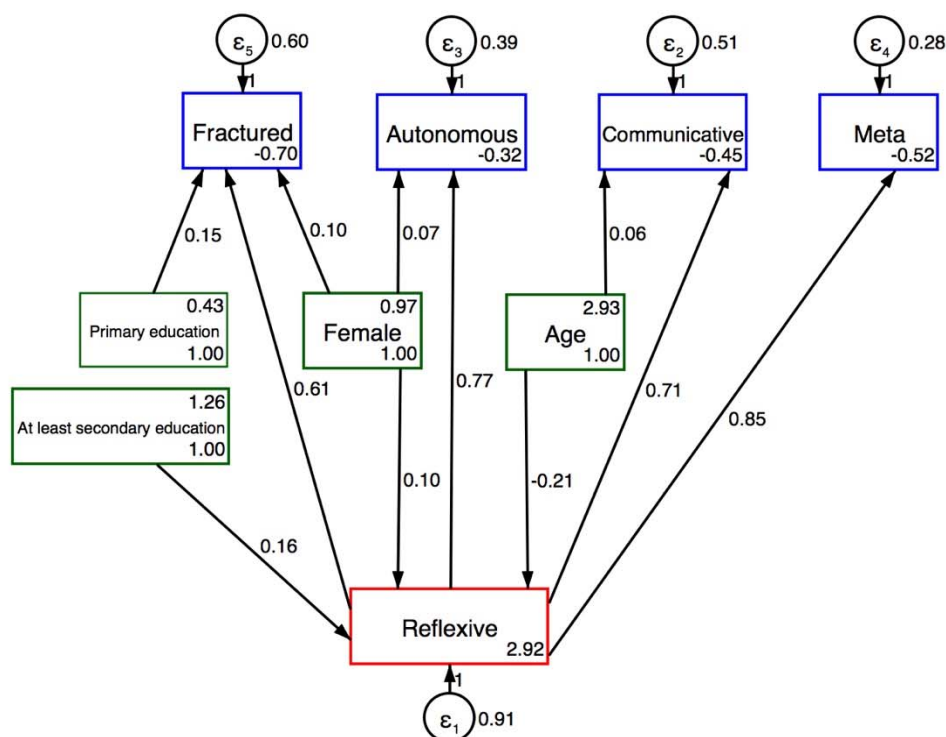 ε5 0.60
ε3 0.39
ε2 0.51
ε4 0.28
1
1
1
1
Fractured
-0.70
Autonomous
-0.32
Communicative
-0.45
Meta
-0.52
0.15
0.10
0.07
0.06
0.43
Primary education
1.00
0.97
Female
1.00
2.93
Age
1.00
0.61
0.77
0.71
0.85
1.26
At least secondary education
1.00
0.10
-0.21
0.16
Reflexive
2.92
1
ε1 0.91